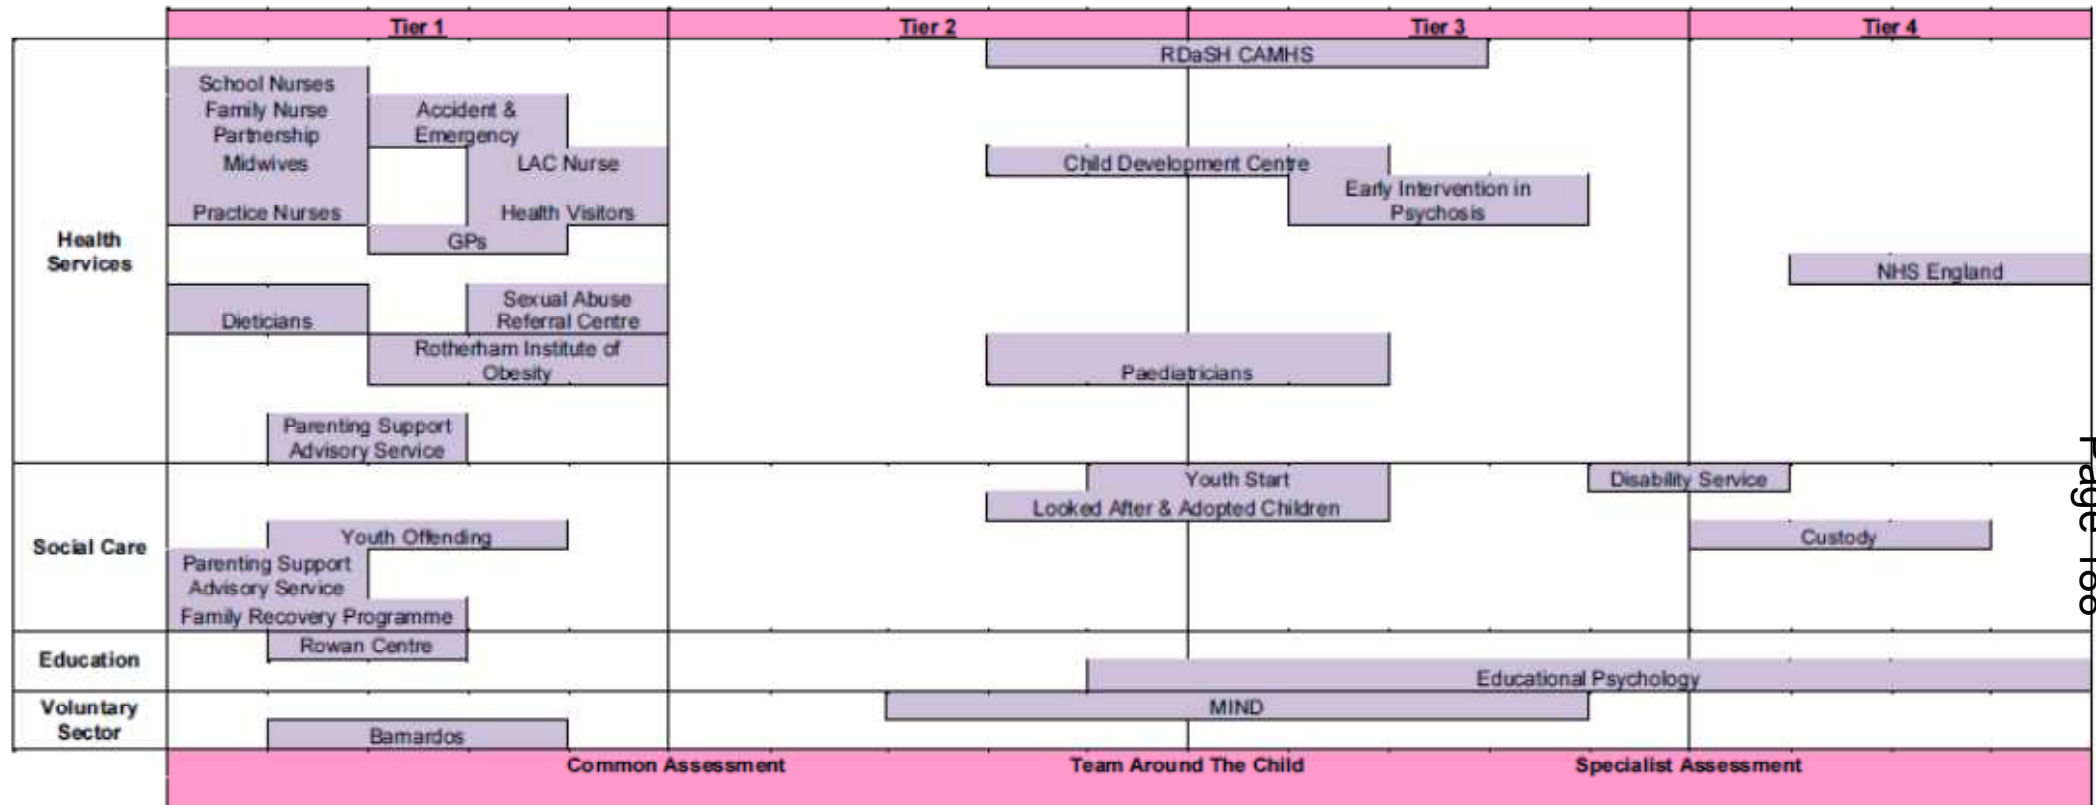 Tier 1 Tier 2 Tier 3 Tier 4
RDaSH CAMHS
School Nurses
Family Nurse
Partnership
Accident &
Emergency
Midwives
LAC Nurse
Child Development Centre
Early Intervention in
Psychosis
Practice Nurses
Health Visitors
Health
Services
GPs
NHS England
Dieticians
Sexual Abuse
Referral Centre
Rotherham Institute of
Obesity
Paediatricians
Parenting Support
Advisory Service
Social Care
Youth Start
Disability Service
Looked After & Adopted Children
Youth Offending
Custody
Parenting Support
Advisory Service
Family Recovery Programme
Education
Rowan Centre
Educational Psychology
Voluntary
Sector
MIND
Barnardos
Common Assessment Team Around The Child Specialist Assessment
Page